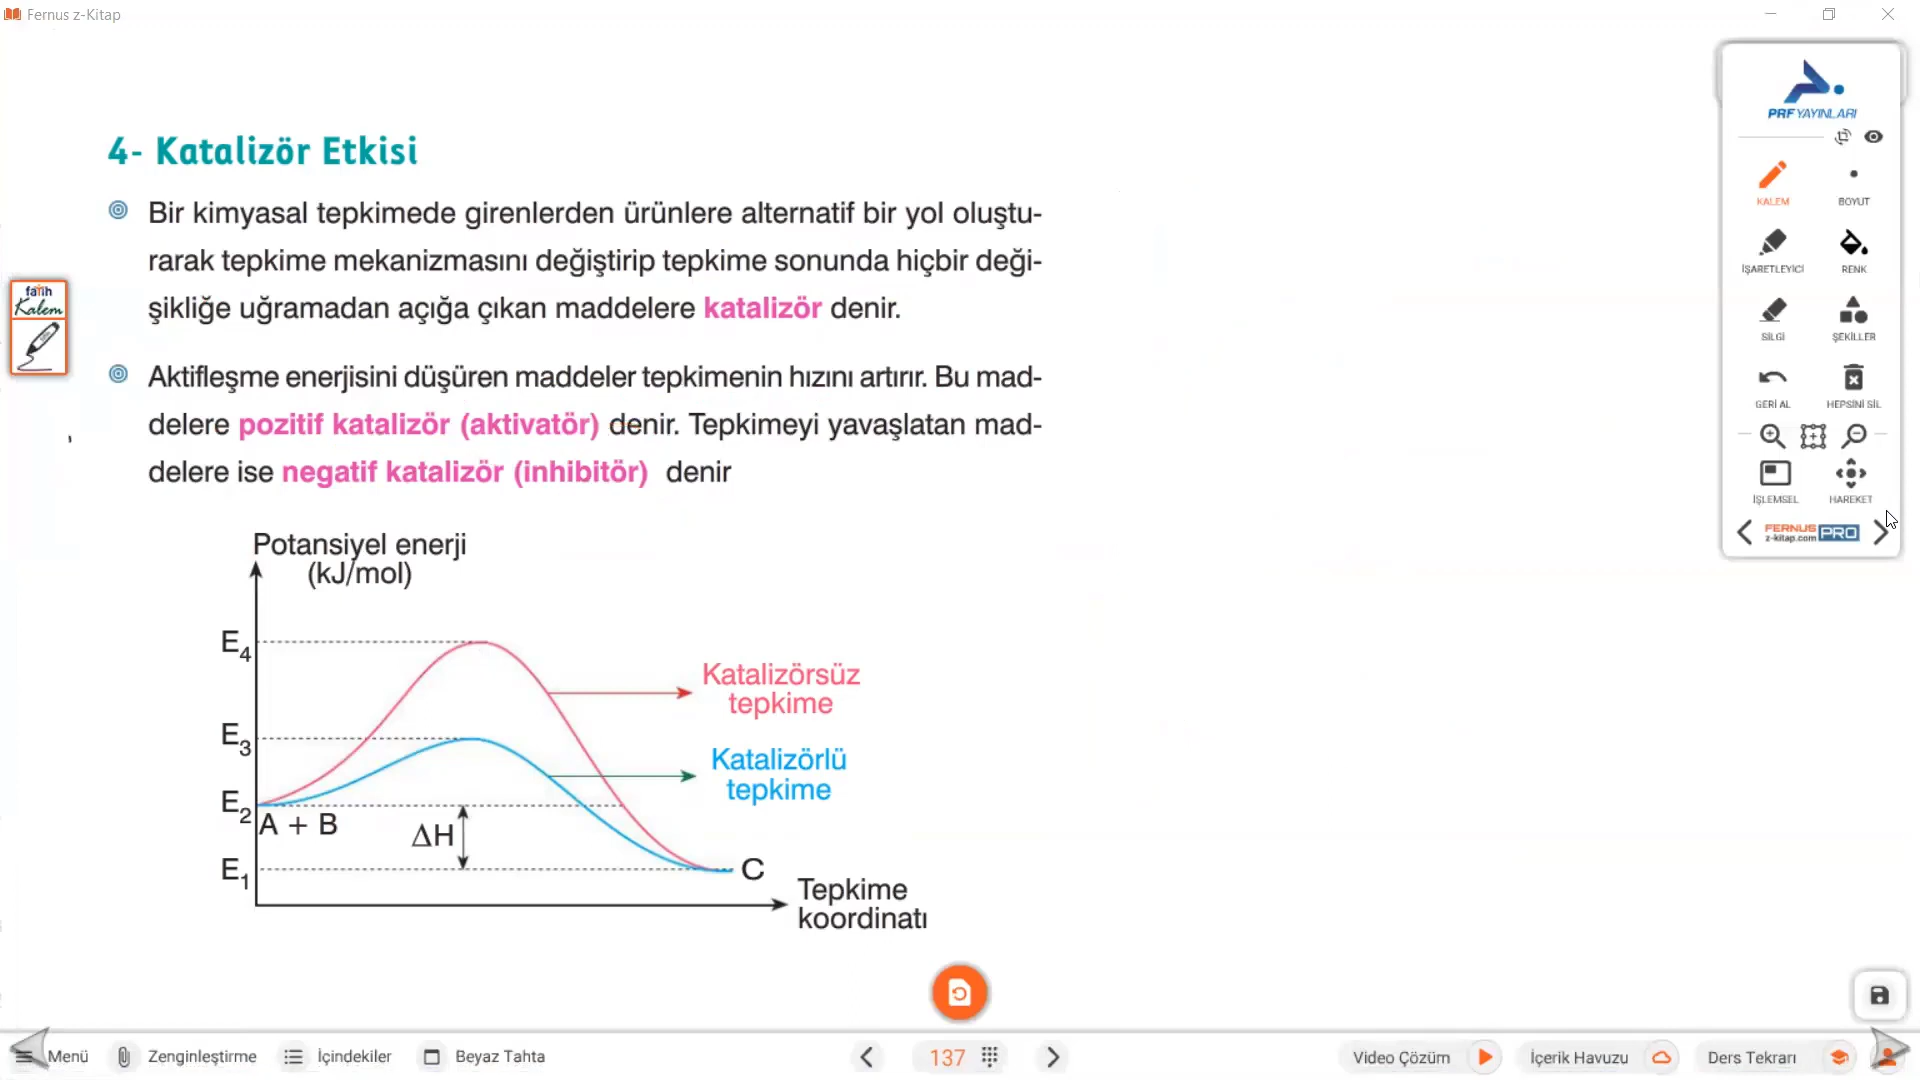 Fernus z-Kitap
4- Katalizör Etkisi
Bir kimyasal tepkimede girenlerden ürünlere alternatif bir yol oluştu-
rarak tepkime mekanizmasını değiştirip tepkime sonunda hiçbir deği-
şikliğe uğramadan açığa çıkan maddelere katalizör denir.
Aktifleşme enerjisini düşüren maddeler tepkimenin hızını artırır. Bu mad-
delere pozitif katalizör (aktivatör) denir. Tepkimeyi yavaşlatan mad-
delere ise negatif katalizör (inhibitör) denir
Potansiyel enerji
(kJ/mol)
E4
E3
E2
E1
A + B
ΔH
C
Katalizörsüz
tepkime
Katalizörlü
tepkime
Tepkime
koordinatı
fatih
Kalem
PRF YAYINLARI
KALEM
BOYUT
İŞARETLEYİCİ
RENK
SİLGİ
ŞEKİLLER
GERİ AL
HEPSİNİ SİL
İŞLEMSEL
HAREKET
FERNUS
z-kitap.com
PRO
Menü
Zenginleştirme
İçindekiler
Beyaz Tahta
137
Video Çözüm
İçerik Havuzu
Ders Tekrarı